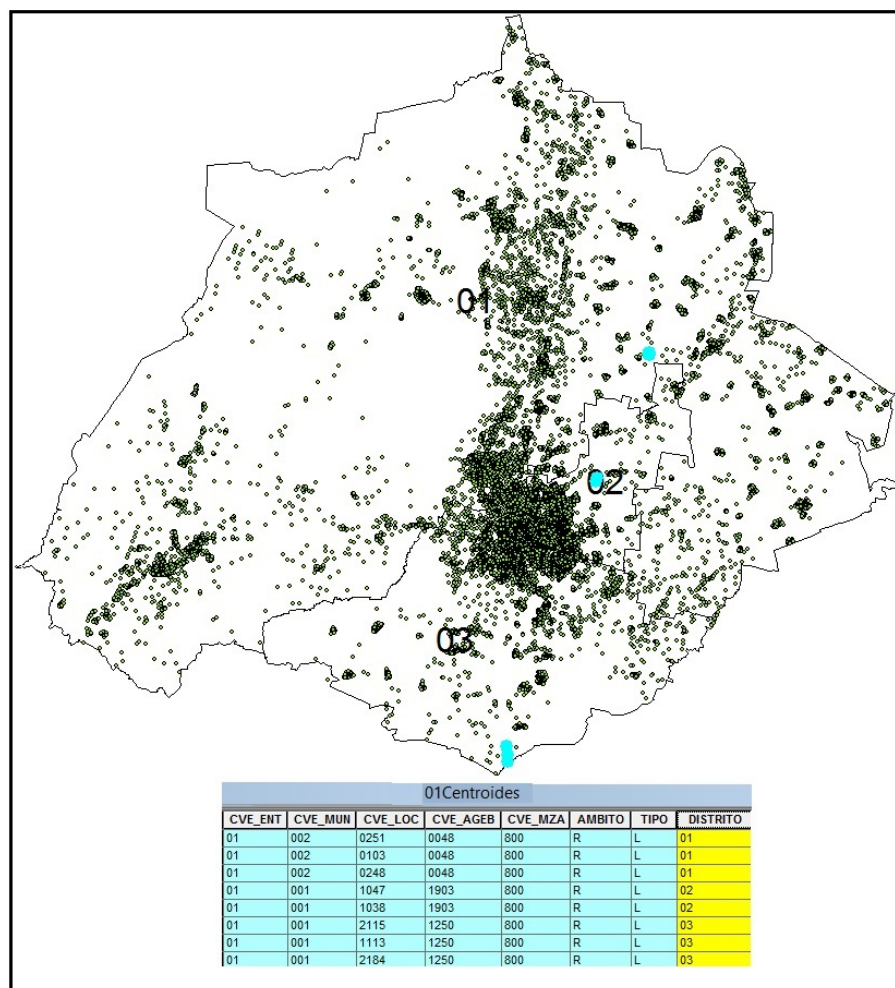 01
02
03
01Centroides
CVE_ENT CVE_MUN CVE_LOC CVE_AGEB CVE_MZA AMBITO TIPO DISTRITO
01 002 0251 0048 800 R L 01
01 002 0103 0048 800 R L 01
01 002 0248 0048 800 R L 01
01 001 1047 1903 800 R L 02
01 001 1038 1903 800 R L 02
01 001 2115 1250 800 R L 03
01 001 1113 1250 800 R L 03
01 001 2184 1250 800 R L 03